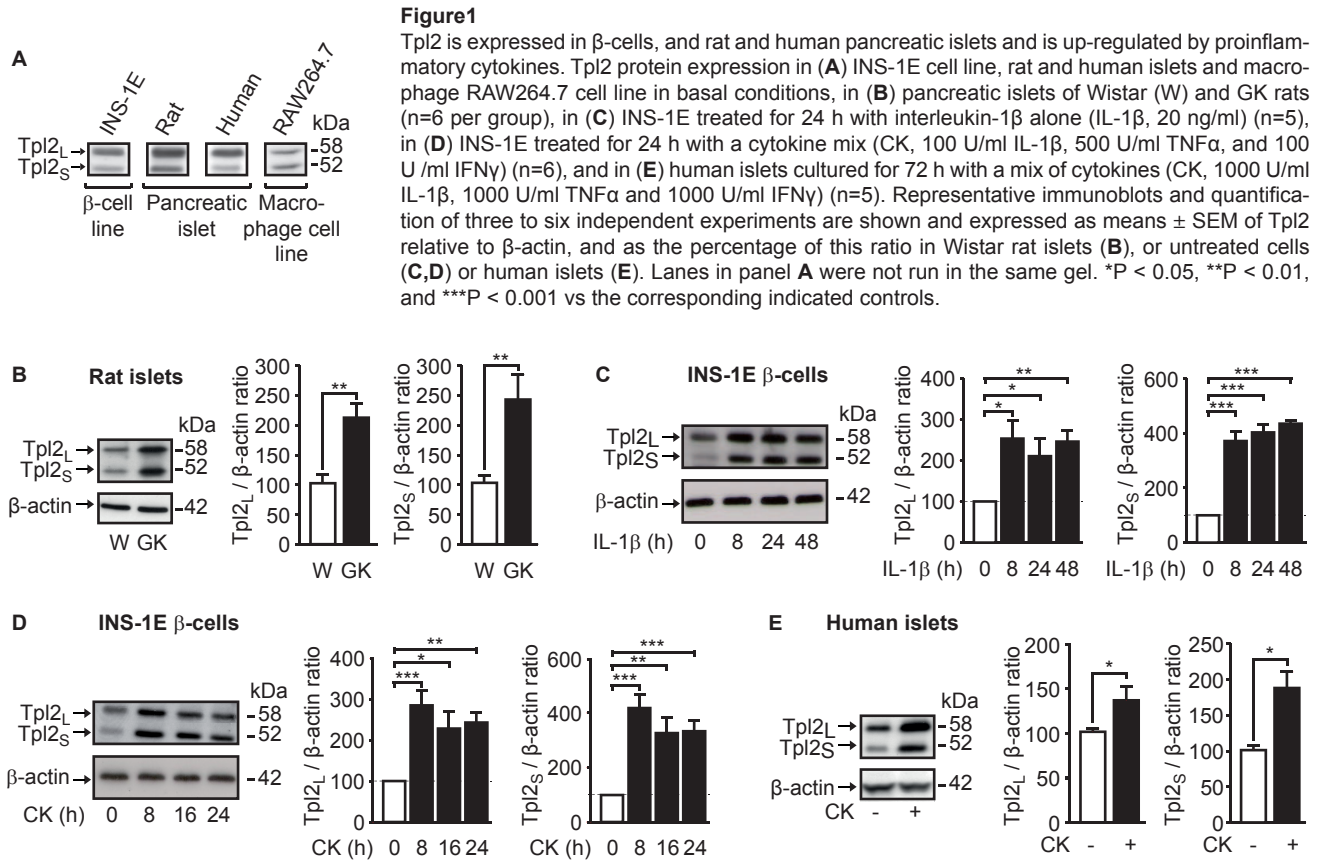 Figure1
Tpl2 is expressed in β-cells, and rat and human pancreatic islets and is up-regulated by proinflam-
matory cytokines. Tpl2 protein expression in (A) INS-1E cell line, rat and human islets and macro-
phage RAW264.7 cell line in basal conditions, in (B) pancreatic islets of Wistar (W) and GK rats
(n=6 per group), in (C) INS-1E treated for 24 h with interleukin-1β alone (IL-1β, 20 ng/ml) (n=5),
in (D) INS-1E treated for 24 h with a cytokine mix (CK, 100 U/ml IL-1β, 500 U/ml TNFα, and 100
U /ml IFNγ) (n=6), and in (E) human islets cultured for 72 h with a mix of cytokines (CK, 1000 U/ml
IL-1β, 1000 U/ml TNFα and 1000 U/ml IFNγ) (n=5). Representative immunoblots and quantifica-
tion of three to six independent experiments are shown and expressed as means ± SEM of Tpl2
relative to β-actin, and as the percentage of this ratio in Wistar rat islets (B), or untreated cells
(C,D) or human islets (E). Lanes in panel A were not run in the same gel. *P < 0.05, **P < 0.01,
and ***P < 0.001 vs the corresponding indicated controls.
A
INS-1E Rat Human RAW264.7
kDa
Tpl2L -58
Tpl2S -52
β-cell line
Pancreatic islet
Macro-phage cell line
B Rat islets
kDa
Tpl2L -58
Tpl2S -52
β-actin -42
W GK
Tpl2L / β-actin ratio
300
250
200
150
100
50
0
**
W GK
Tpl2S / β-actin ratio
300
250
200
150
100
50
0
**
W GK
C INS-1E β-cells
kDa
Tpl2L -58
Tpl2S -52
β-actin -42
IL-1β (h) 0 8 24 48
Tpl2L / β-actin ratio
400
300
200
100
0
**
*
*
IL-1β (h) 0 8 24 48
Tpl2S / β-actin ratio
600
400
200
0
***
***
***
IL-1β (h) 0 8 24 48
D INS-1E β-cells
kDa
Tpl2L -58
Tpl2S -52
β-actin -42
CK (h) 0 8 16 24
Tpl2L / β-actin ratio
400
300
200
100
0
**
*
***
CK (h) 0 8 16 24
Tpl2S / β-actin ratio
600
400
200
0
***
**
***
CK (h) 0 8 16 24
E Human islets
kDa
Tpl2L -58
Tpl2S -52
β-actin -42
CK - +
Tpl2L / β-actin ratio
200
150
100
50
0
*
CK - +
Tpl2S / β-actin ratio
250
200
150
100
50
0
*
CK - +